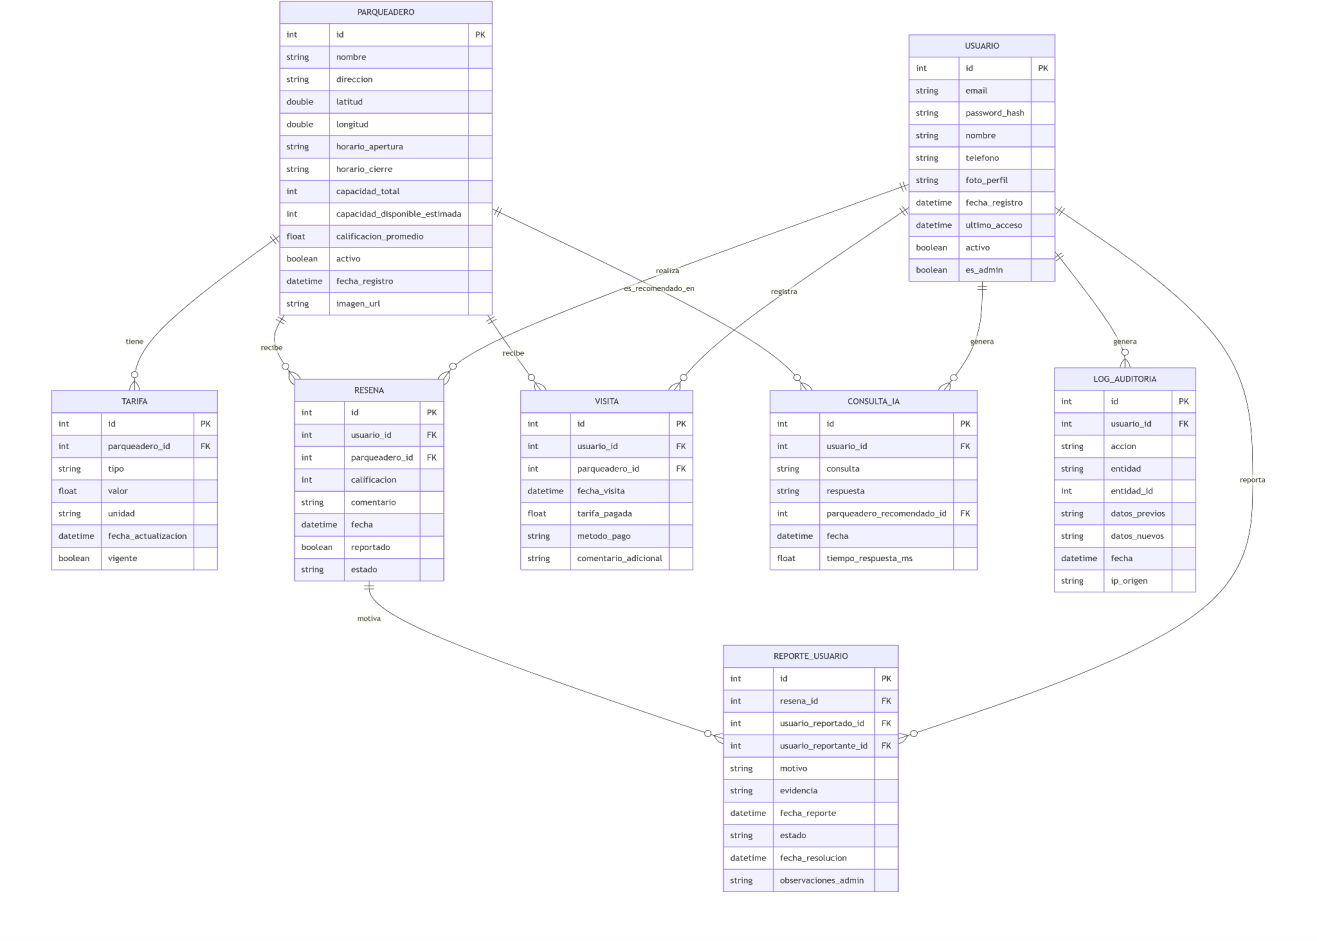 PARQUEADERO
int id PK
string nombre
string direccion
double latitud
double longitud
string horario_apertura
string horario_cierre
int capacidad_total
int capacidad_disponible_estimada
float calificacion_promedio
boolean activo
datetime fecha_registro
string imagen_url
USUARIO
int id PK
string email
string password_hash
string nombre
string telefono
string foto_perfil
datetime fecha_registro
datetime ultimo_acceso
boolean activo
boolean es_admin
realiza
es_recomendado_en
registra
tiene
recibe
recibe
genera
genera
TARIFA
int id PK
int parqueadero_id FK
string tipo
float valor
string unidad
datetime fecha_actualizacion
boolean vigente
RESENA
int id PK
int usuario_id FK
int parqueadero_id FK
int calificacion
string comentario
datetime fecha
boolean reportado
string estado
VISITA
int id PK
int usuario_id FK
int parqueadero_id FK
datetime fecha_visita
float tarifa_pagada
string metodo_pago
string comentario_adicional
CONSULTA_IA
int id PK
int usuario_id FK
string consulta
string respuesta
int parqueadero_recomendado_id FK
datetime fecha
float tiempo_respuesta_ms
LOG_AUDITORIA
int id PK
int usuario_id FK
string accion
string entidad
int entidad_id
string datos_previos
string datos_nuevos
datetime fecha
string ip_origen
reporta
motiva
REPORTE_USUARIO
int id PK
int resena_id FK
int usuario_reportado_id FK
int usuario_reportante_id FK
string motivo
string evidencia
datetime fecha_reporte
string estado
datetime fecha_resolucion
string observaciones_admin